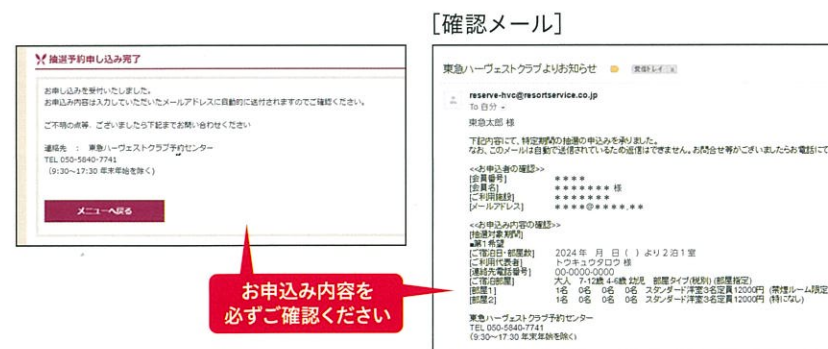 [確認メール]
抽選予約申し込み完了
お申し込みを受付いたしました。
お申込み内容は入力していただいたメールアドレスに自動的に送付されますのでご確認ください。
ご不明の点等、ございましたら下記までお問い合わせください
連絡先 : 東急ハーヴェストクラブ予約センター
TEL 050-5840-7741
(9:30~17:30 年末年始を除く)
メニューへ戻る
お申込み内容を
必ずご確認ください
東急ハーヴェストクラブよりお知らせ 受信トレイ x
reserve-hvc@resortservice.co.jp
To 自分
東急太郎 様
下記内容にて、特定期間の抽選の申込みを承りました。
なお、このメールは自動で送信されているため返信はできません。お問合せ等がございましたらお電話にて
<<お申込者の確認>>
[会員番号] ****
[会員名] ******* 様
[ご利用施設] *******
[メールアドレス] ****@****.**
<<お申込み内容の確認>>
[抽選対象期間]
■第1希望
[ご宿泊日・部屋数] 2024年 月 日( )より2泊1室
[ご利用代表者] トウキュウタロウ 様
[連絡先電話番号] 00-0000-0000
[ご宿泊部屋] 大人 7-12歳 4-6歳 幼児 部屋タイプ(税別) (部屋指定)
[部屋1] 1名 0名 0名 0名 スタンダード洋室3名定員12000円 (禁煙ルーム限定
[部屋2] 1名 0名 0名 0名 スタンダード洋室3名定員12000円 (特になし)
東急ハーヴェストクラブ予約センター
TEL 050-5840-7741
(9:30~17:30 年末年始を除く)